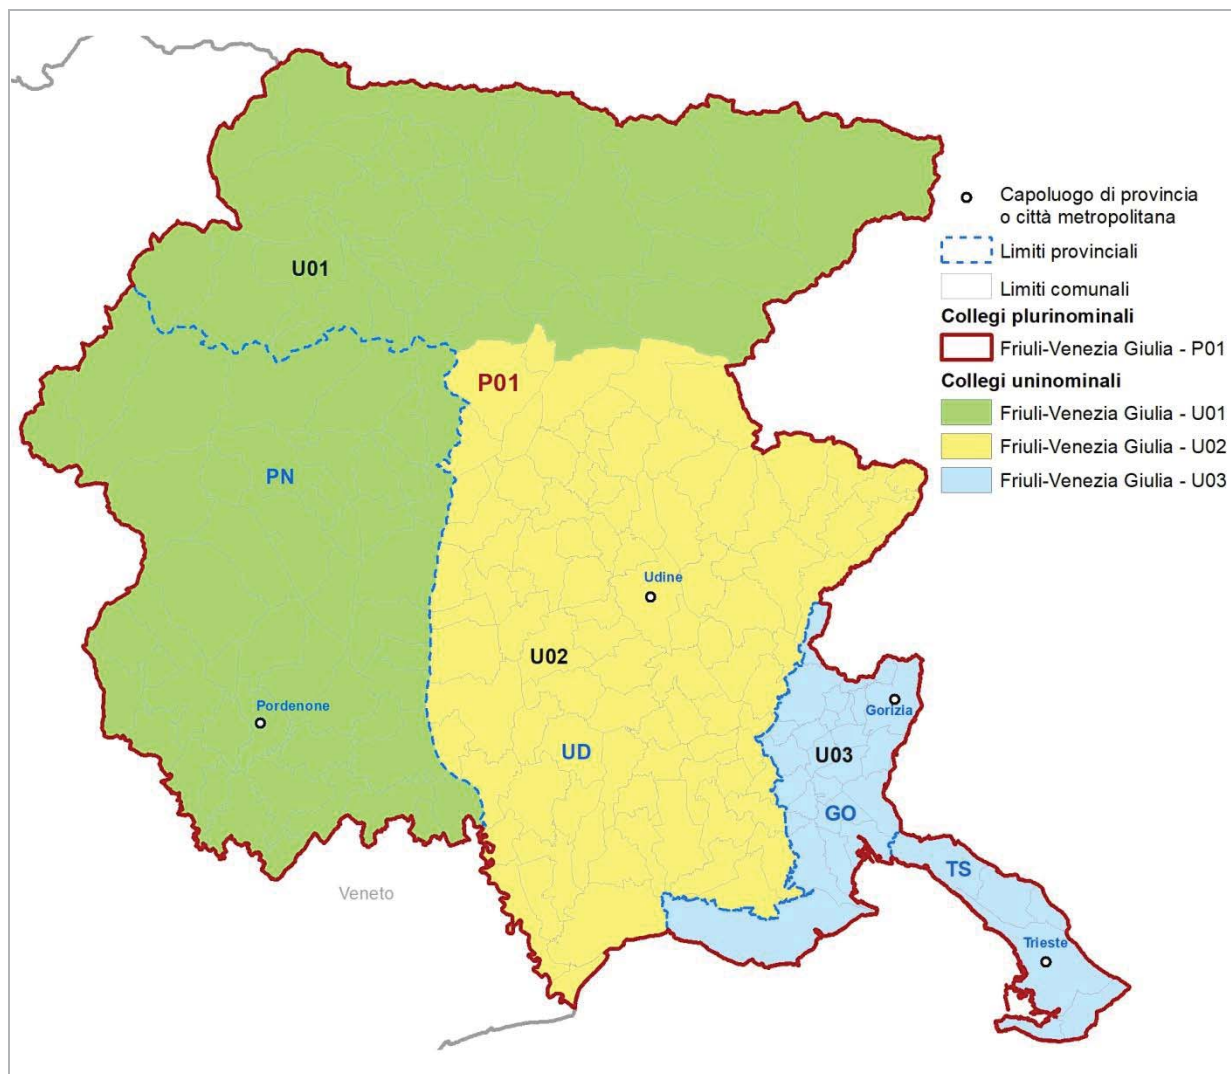 Capoluogo di provincia
o città metropolitana
Limiti provinciali
Limiti comunali
Collegi plurinominali
Friuli-Venezia Giulia - P01
Collegi uninominali
Friuli-Venezia Giulia - U01
Friuli-Venezia Giulia - U02
Friuli-Venezia Giulia - U03
U01
P01
PN
Udine
U02
Pordenone
Gorizia
UD
U03
GO
TS
Veneto
Trieste